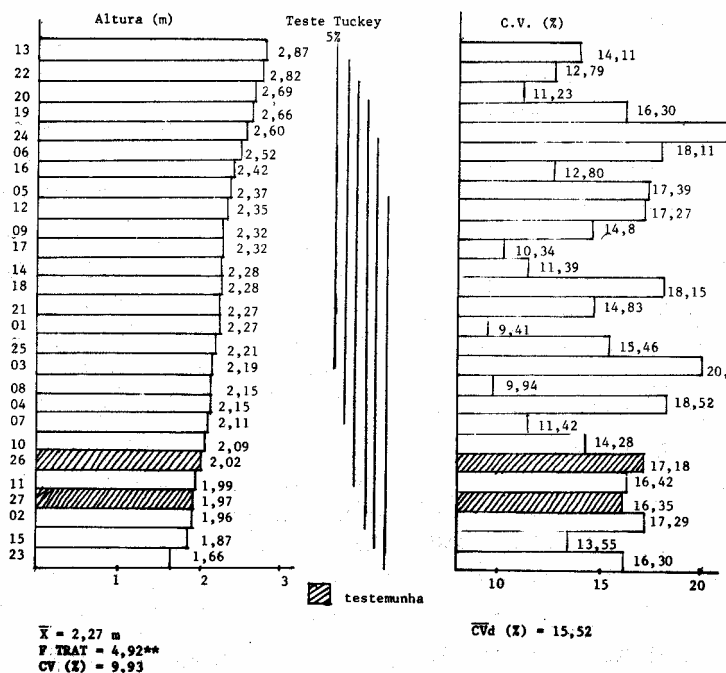 Altura (m)
Teste Tuckey
5%
C.V. (%)
13 2,87 14,11
22 2,82 12,79
20 2,69 11,23
19 2,66 16,30
24 2,60
06 2,52 18,11
16 2,42 12,80
05 2,37 17,39
12 2,35 17,27
09 2,32 14,8
17 2,32 10,34
14 2,28 11,39
18 2,28 18,15
21 2,27 14,83
01 2,27 9,41
25 2,21 15,46
03 2,19 20,
08 2,15 9,94
04 2,15 18,52
07 2,11 11,42
10 2,09 14,28
26 2,02 17,18
11 1,99 16,42
27 1,97 16,35
02 1,96 17,29
15 1,87 13,55
23 1,66 16,30
1 2 3
10 15 20
testemunha
X̄ = 2,27 m
F. TRAT = 4,92**
CV (%) = 9,93
C̅V̅d (%) = 15,52